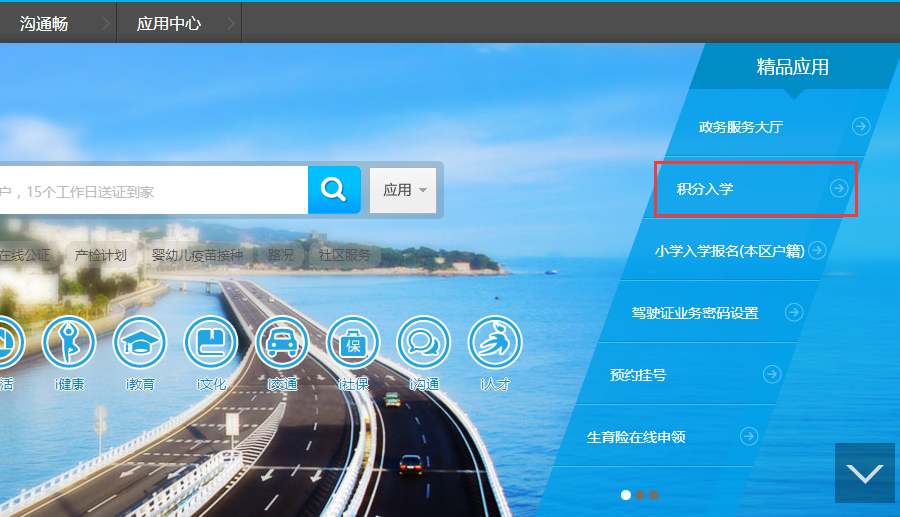 沟通畅
应用中心
精品应用
政务服务大厅
积分入学
小学入学报名(本区户籍)
驾驶证业务密码设置
预约挂号
生育险在线申领
户，15个工作日送证到家
应用
在线公证 产检计划 婴幼儿疫苗接种 路况 社区服务
活 i健康 i教育 i文化 i交通 i社保 i沟通 i人才
保